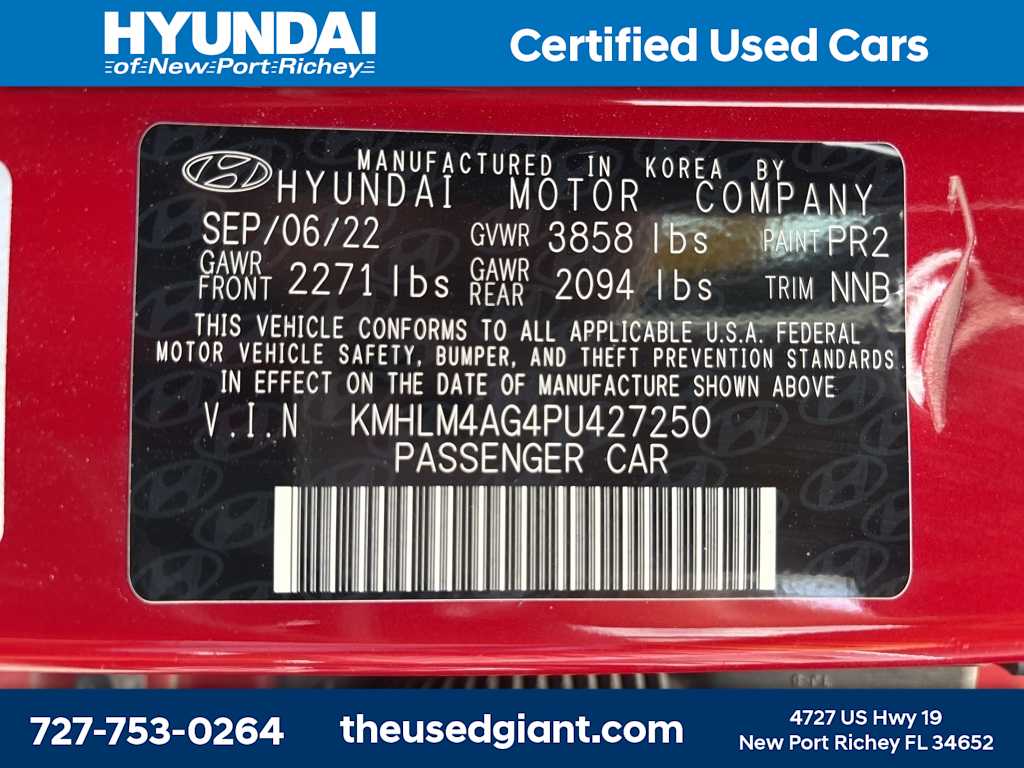 HYUNDAI
of New Port Richey
Certified Used Cars
MANUFACTURED IN KOREA BY
HYUNDAI MOTOR COMPANY
SEP/06/22 GVWR 3858 lbs PAINT PR2
GAWR FRONT 2271 lbs GAWR REAR 2094 lbs TRIM NNB
THIS VEHICLE CONFORMS TO ALL APPLICABLE U.S.A. FEDERAL
MOTOR VEHICLE SAFETY, BUMPER, AND THEFT PREVENTION STANDARDS
IN EFFECT ON THE DATE OF MANUFACTURE SHOWN ABOVE.
V.I.N KMHLM4AG4PU427250
PASSENGER CAR
727-753-0264
theusedgiant.com
4727 US Hwy 19
New Port Richey FL 34652